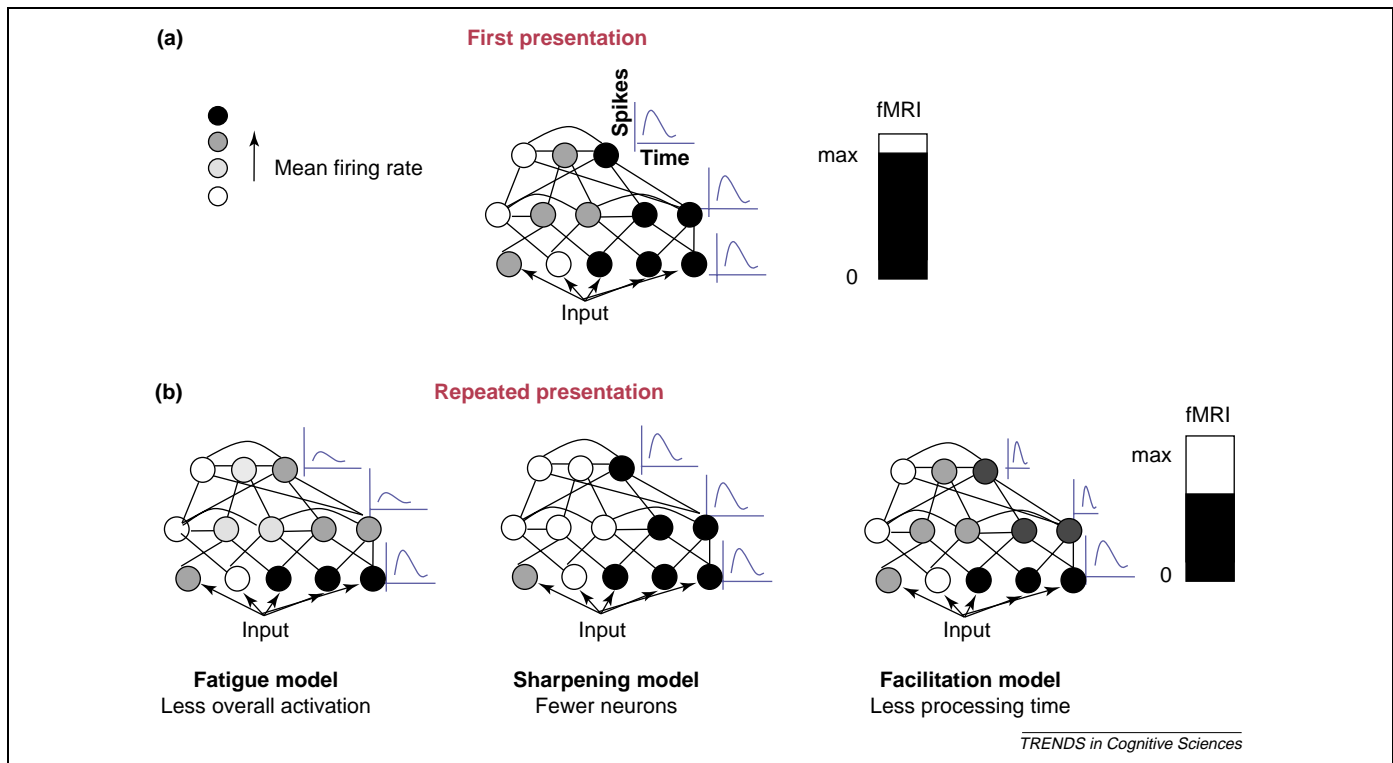 (a)
First presentation
Mean firing rate
Spikes
Time
Input
fMRI
max
0
(b)
Repeated presentation
Input
Input
Input
fMRI
max
0
Fatigue model
Less overall activation
Sharpening model
Fewer neurons
Facilitation model
Less processing time
TRENDS in Cognitive Sciences